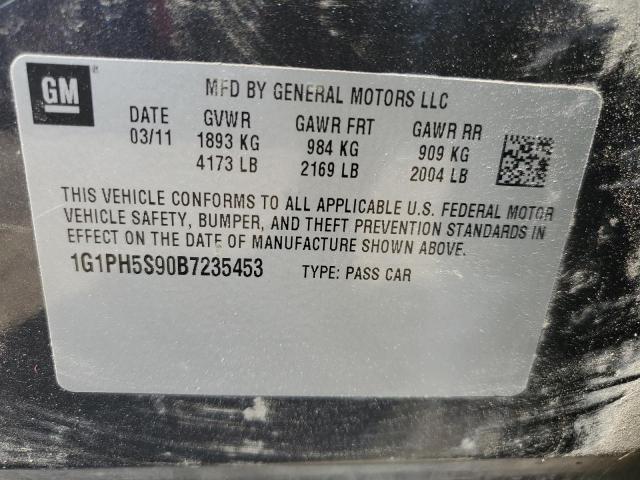 GM
®
MFD BY GENERAL MOTORS LLC
DATE GVWR GAWR FRT GAWR RR
03/11 1893 KG 984 KG 909 KG
4173 LB 2169 LB 2004 LB
THIS VEHICLE CONFORMS TO ALL APPLICABLE U.S. FEDERAL MOTOR
VEHICLE SAFETY, BUMPER, AND THEFT PREVENTION STANDARDS IN
EFFECT ON THE DATE OF MANUFACTURE SHOWN ABOVE.
1G1PH5S90B7235453 TYPE: PASS CAR